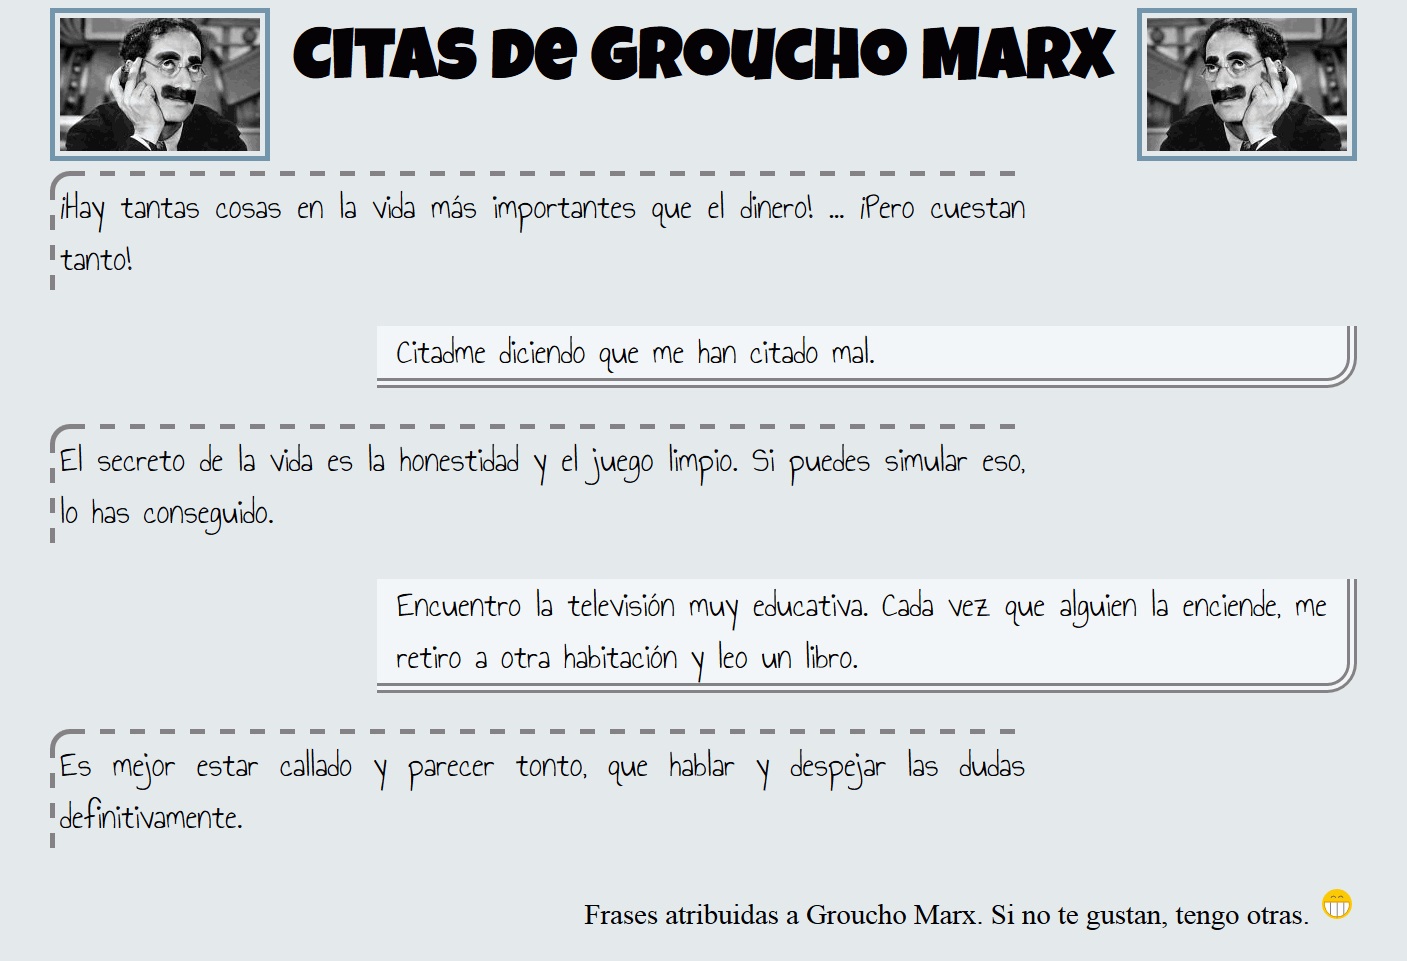 CITAS De GROUCHO MARX
¡Hay tantas cosas en la vida más importantes que el dinero! ... ¡Pero cuestan
tanto!
Citadme diciendo que me han citado mal.
El secreto de la vida es la honestidad y el juego limpio. Si puedes simular eso,
lo has conseguido.
Encuentro la televisión muy educativa. Cada vez que alguien la enciende, me
retiro a otra habitación y leo un libro.
Es mejor estar callado y parecer tonto, que hablar y despejar las dudas
definitivamente.
Frases atribuidas a Groucho Marx. Si no te gustan, tengo otras.